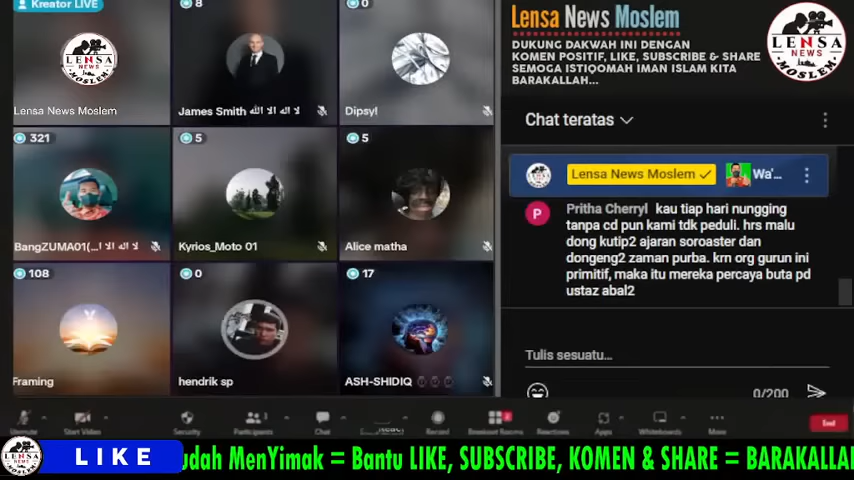 Kreator LIVE
8
0
Lensa News Moslem
James Smith لا اله الا الله
Dipsy!
321
5
5
BangZUMA01(...
Kyrios_Moto 01
Alice matha
108
0
17
Framing
hendrik sp
ASH-SHIDIQ
Lensa News Moslem
DUKUNG DAKWAH INI DENGAN
KOMEN POSITIF, LIKE, SUBSCRIBE & SHARE
SEMOGA ISTIQOMAH IMAN ISLAM KITA
BARAKALLAH...
LENSA
NEWS
MOSLEM
Chat teratas
Lensa News Moslem Wa'...
Pritha Cherryl kau tiap hari nungging
tanpa cd pun kami tdk peduli. hrs malu
dong kutip2 ajaran soroaster dan
dongeng2 zaman purba. krn org gurun ini
primitif, maka itu mereka percaya buta pd
ustaz abal2
Tulis sesuatu...
0/200
Unmute Start Video Security Participants Chat Record Breakout Rooms Reactions Apps Whiteboards More End
LIKE
udah MenYimak = Bantu LIKE, SUBSCRIBE, KOMEN & SHARE = BARAKALLA